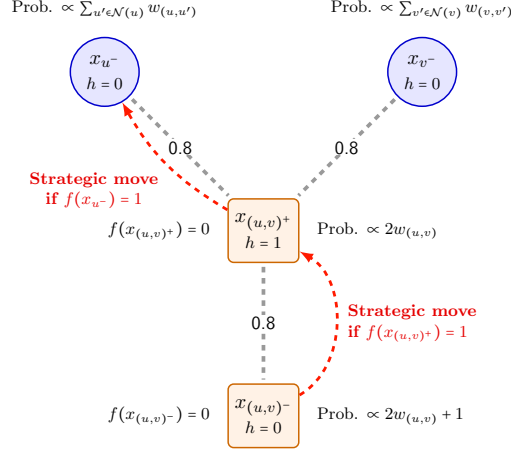 Prob. ∝ ∑_{u′∈𝒩(u)} w_{(u,u′)}
Prob. ∝ ∑_{v′∈𝒩(v)} w_{(v,v′)}
x_{u⁻}
h = 0
x_{v⁻}
h = 0
0.8
0.8
Strategic move
if f(x_{u⁻}) = 1
f(x_{(u,v)⁺}) = 0
x_{(u,v)⁺}
h = 1
Prob. ∝ 2w_{(u,v)}
0.8
Strategic move
if f(x_{(u,v)⁺}) = 1
f(x_{(u,v)⁻}) = 0
x_{(u,v)⁻}
h = 0
Prob. ∝ 2w_{(u,v)} + 1